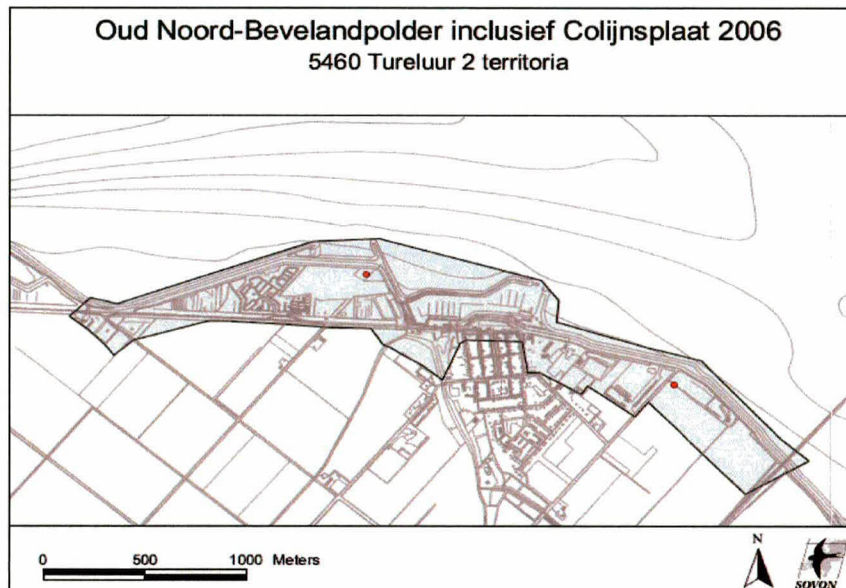 Oud Noord-Bevelandpolder inclusief Colijnsplaat 2006
5460 Tureluur 2 territoria
N
0 500 1000 Meters
SOVON